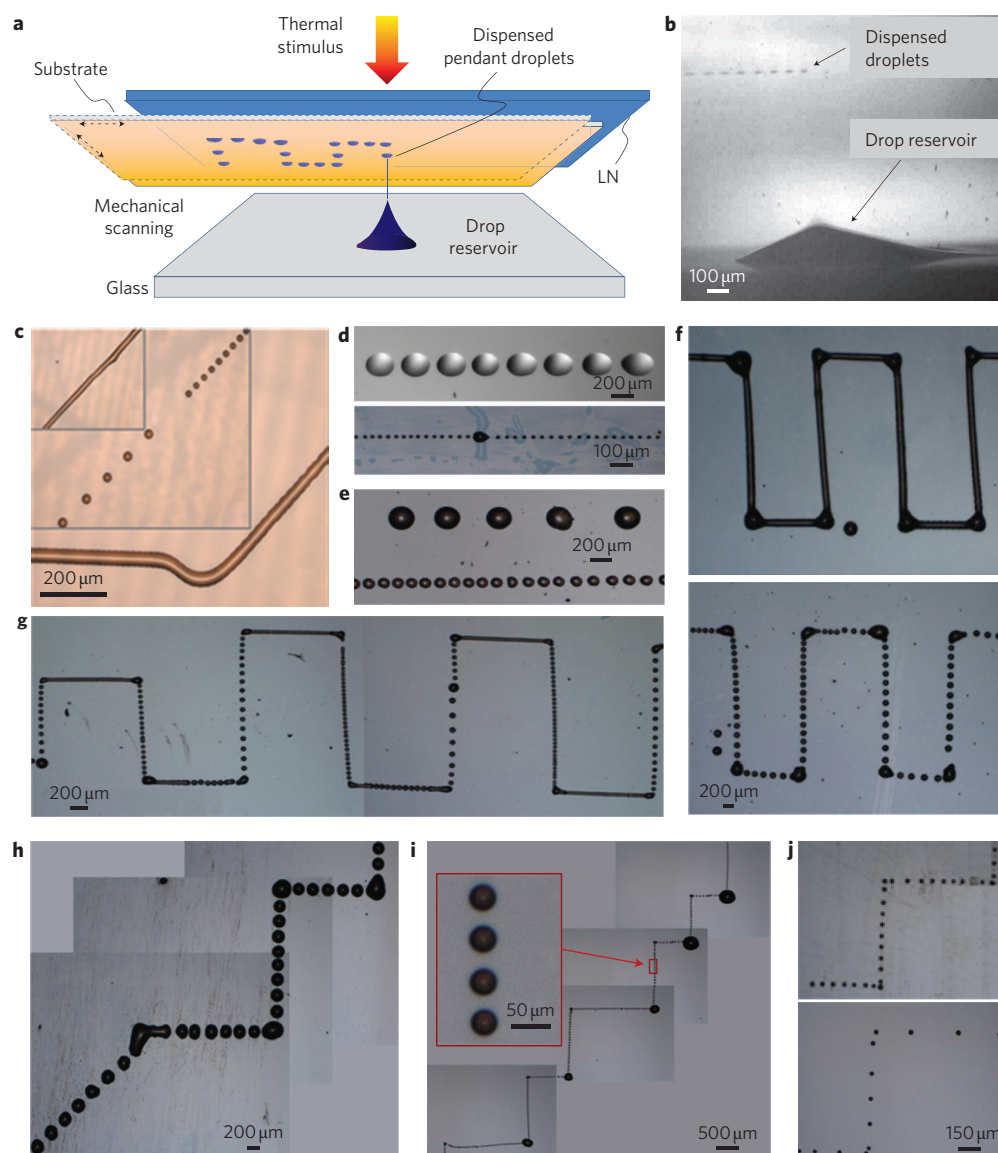 a
Thermal
stimulus
Dispensed
pendant droplets
Substrate
LN
Mechanical
scanning
Drop
reservoir
Glass
b
Dispensed
droplets
Drop reservoir
100 µm
c
200 µm
d
200 µm
100 µm
e
200 µm
f
200 µm
g
200 µm
h
200 µm
i
50 µm
500 µm
j
150 µm